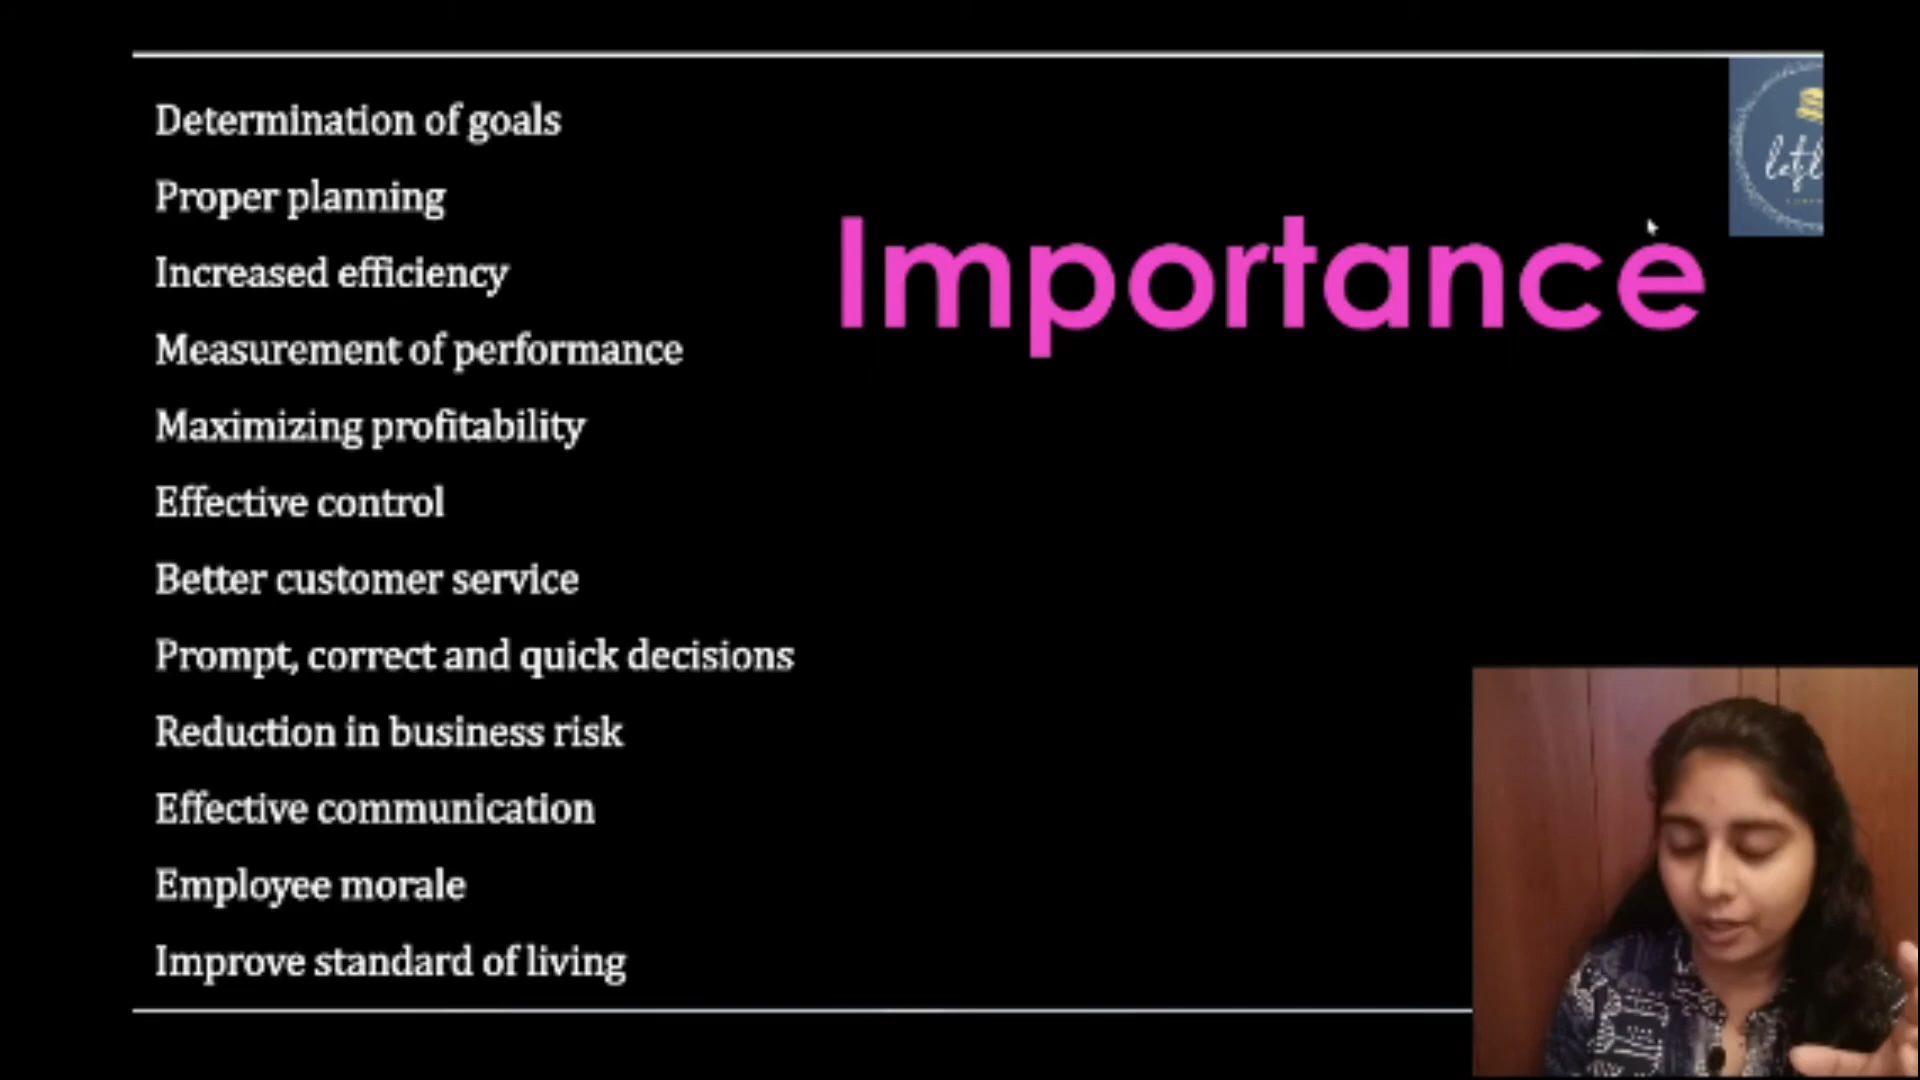 Determination of goals
Proper planning
Increased efficiency
Measurement of performance
Maximizing profitability
Effective control
Better customer service
Prompt, correct and quick decisions
Reduction in business risk
Effective communication
Employee morale
Improve standard of living
Importance